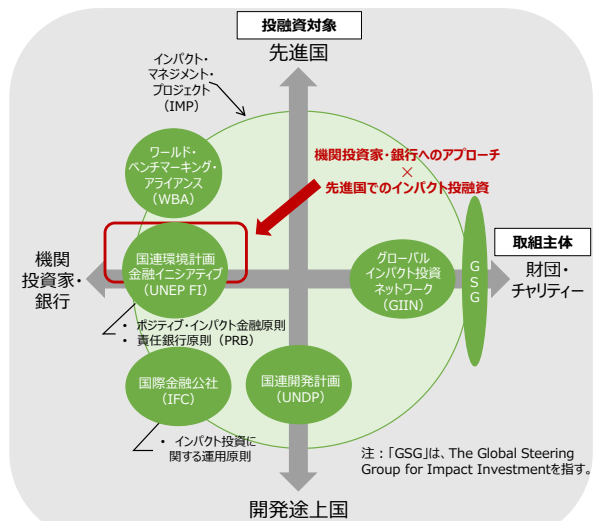 投融資対象
先進国
インパクト・
マネジメント・
プロジェクト
(IMP)
ワールド・
ベンチマーキング・
アライアンス
(WBA)
機関投資家・銀行へのアプローチ
×
先進国でのインパクト投融資
機関
投資家・
銀行
国連環境計画
金融イニシアティブ
(UNEP FI)
グローバル
インパクト投資
ネットワーク
(GIIN)
GSG
取組主体
財団・
チャリティー
• ポジティブ・インパクト金融原則
• 責任銀行原則（PRB）
国際金融公社
(IFC)
国連開発計画
(UNDP)
• インパクト投資に
関する運用原則
注：「GSG」は、The Global Steering
Group for Impact Investmentを指す。
開発途上国